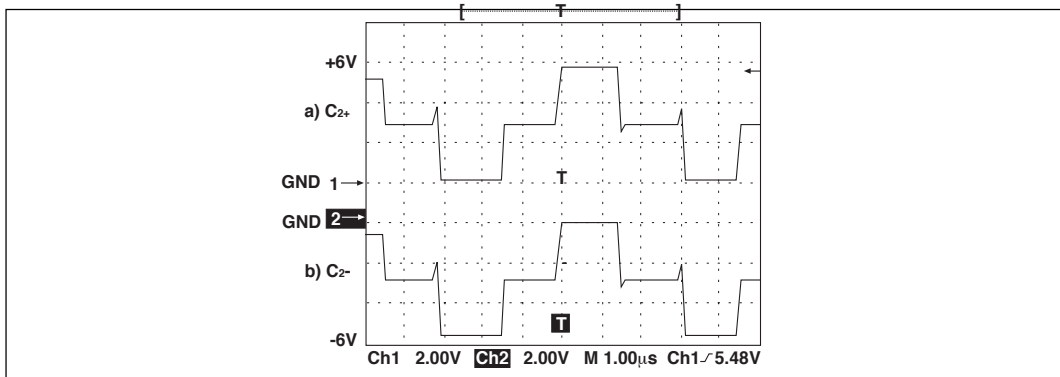 [ T ]
+6V
a) C2+
T
GND 1
GND 2
b) C2-
T
-6V
Ch1 2.00V Ch2 2.00V M 1.00µs Ch1 5.48V